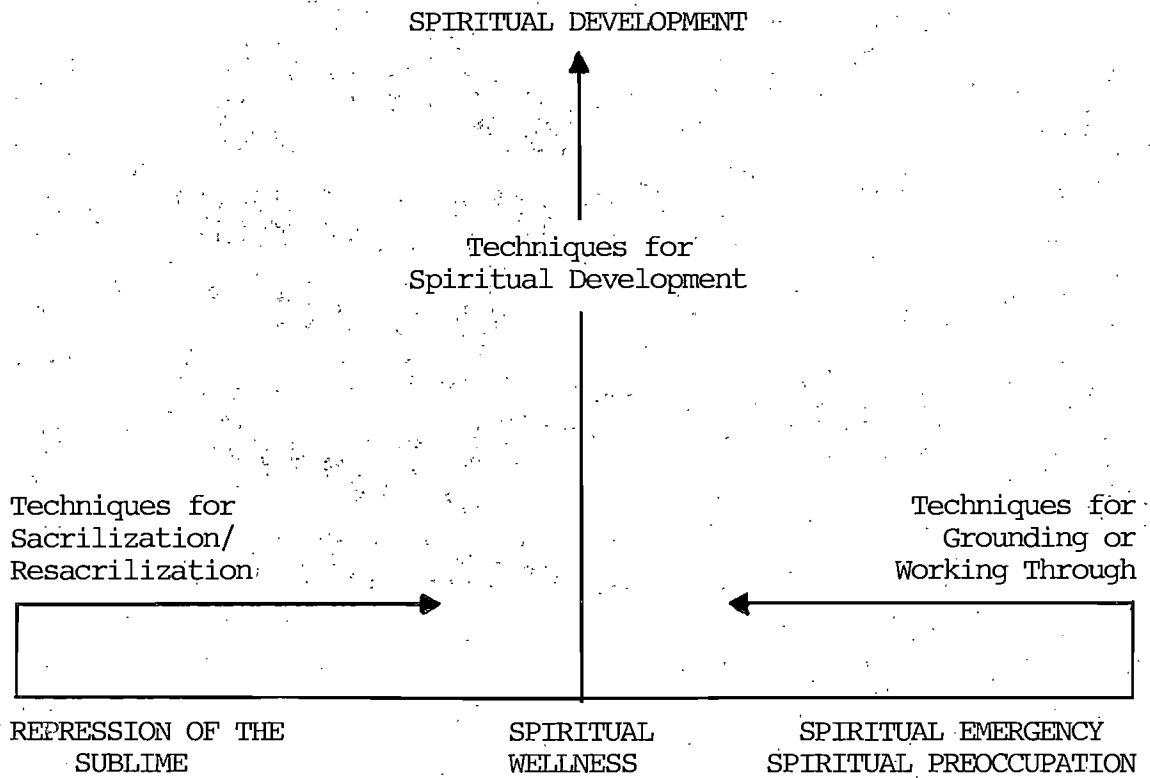 SPIRITUAL DEVELOPMENT
Techniques for
Spiritual Development
Techniques for
Sacrilization/
Resacrilization
Techniques for
Grounding or
Working Through
REPRESSION OF THE
SUBLIME
SPIRITUAL
WELLNESS
SPIRITUAL EMERGENCY
SPIRITUAL PREOCCUPATION